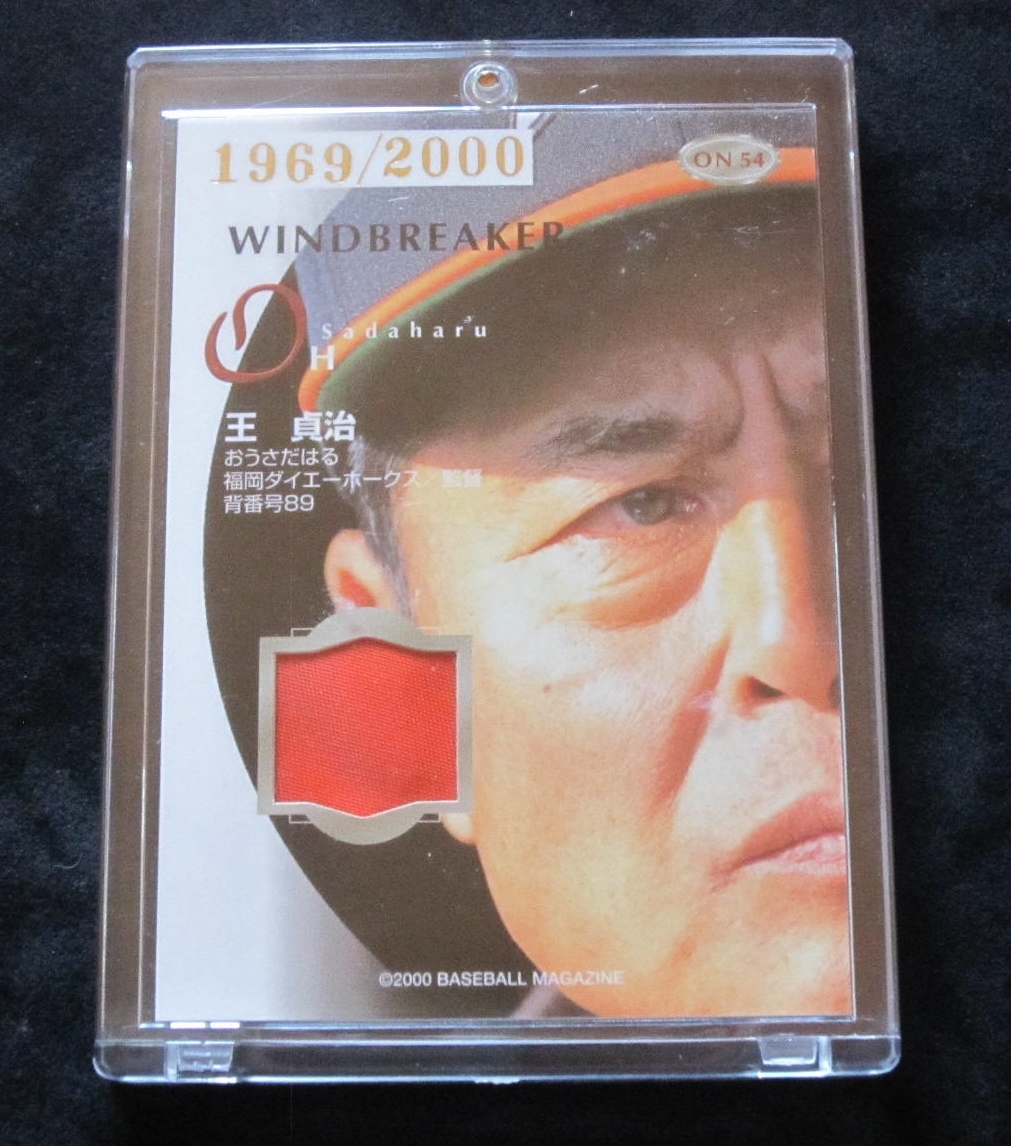 1969/2000
ON 54
WINDBREAKER
Sadaharu
OH
王 貞治
おうさだはる
福岡ダイエーホークス/監督
背番号89
©2000 BASEBALL MAGAZINE